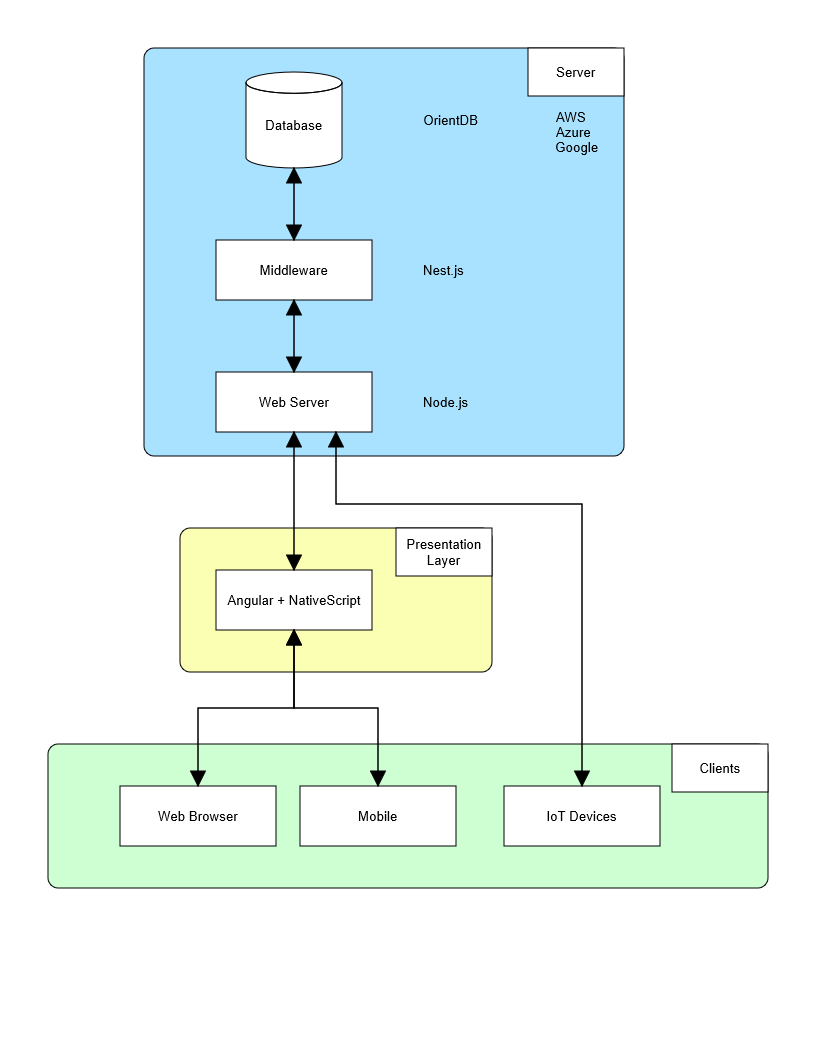 Server
Database
OrientDB
AWS
Azure
Google
Middleware
Nest.js
Web Server
Node.js
Presentation
Layer
Angular + NativeScript
Clients
Web Browser
Mobile
IoT Devices